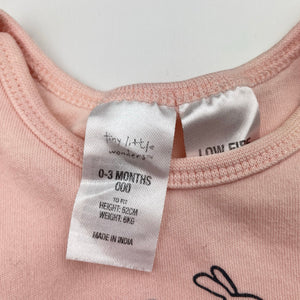 tiny little
wonders
0-3 MONTHS
000
TO FIT
HEIGHT: 62CM
WEIGHT: 6KG
MADE IN INDIA
LOW FIRE